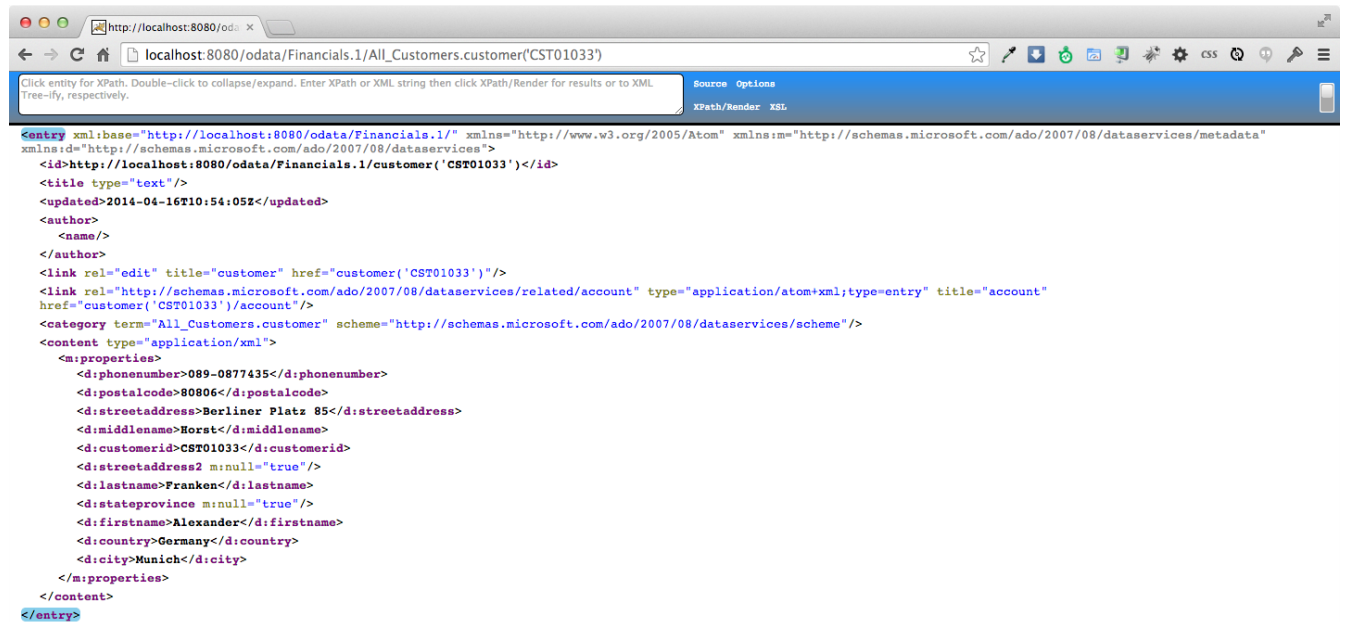 http://localhost:8080/oda ×
localhost:8080/odata/Financials.1/All_Customers.customer('CST01033')
css
Click entity for XPath. Double-click to collapse/expand. Enter XPath or XML string then click XPath/Render for results or to XML
Tree-ify, respectively.
Source Options
XPath/Render XSL
<entry xml:base="http://localhost:8080/odata/Financials.1/" xmlns="http://www.w3.org/2005/Atom" xmlns:m="http://schemas.microsoft.com/ado/2007/08/dataservices/metadata"
xmlns:d="http://schemas.microsoft.com/ado/2007/08/dataservices">
<id>http://localhost:8080/odata/Financials.1/customer('CST01033')</id>
<title type="text"/>
<updated>2014-04-16T10:54:05Z</updated>
<author>
<name/>
</author>
<link rel="edit" title="customer" href="customer('CST01033')"/>
<link rel="http://schemas.microsoft.com/ado/2007/08/dataservices/related/account" type="application/atom+xml;type=entry" title="account"
href="customer('CST01033')/account"/>
<category term="All_Customers.customer" scheme="http://schemas.microsoft.com/ado/2007/08/dataservices/scheme"/>
<content type="application/xml">
<m:properties>
<d:phonenumber>089-0877435</d:phonenumber>
<d:postalcode>80806</d:postalcode>
<d:streetaddress>Berliner Platz 85</d:streetaddress>
<d:middlename>Horst</d:middlename>
<d:customerid>CST01033</d:customerid>
<d:streetaddress2 m:null="true"/>
<d:lastname>Franken</d:lastname>
<d:stateprovince m:null="true"/>
<d:firstname>Alexander</d:firstname>
<d:country>Germany</d:country>
<d:city>Munich</d:city>
</m:properties>
</content>
</entry>